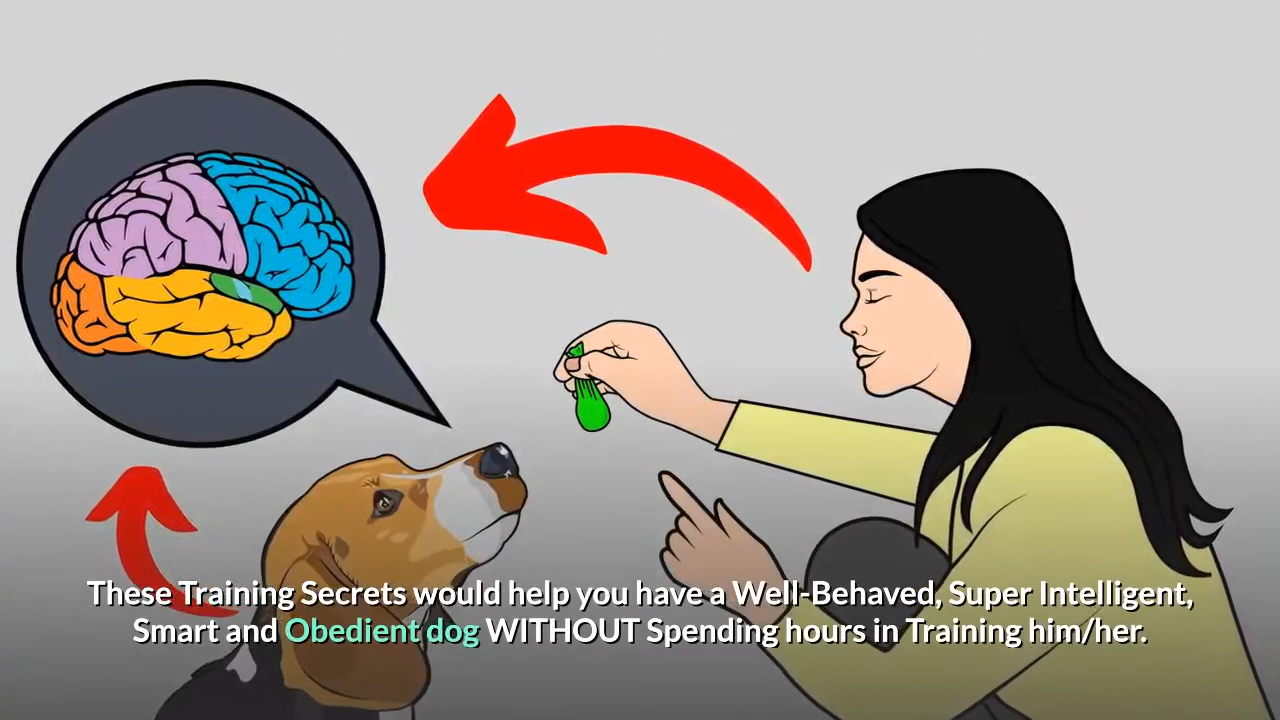 These Training Secrets would help you have a Well-Behaved, Super Intelligent,
Smart and Obedient dog WITHOUT Spending hours in Training him/her.